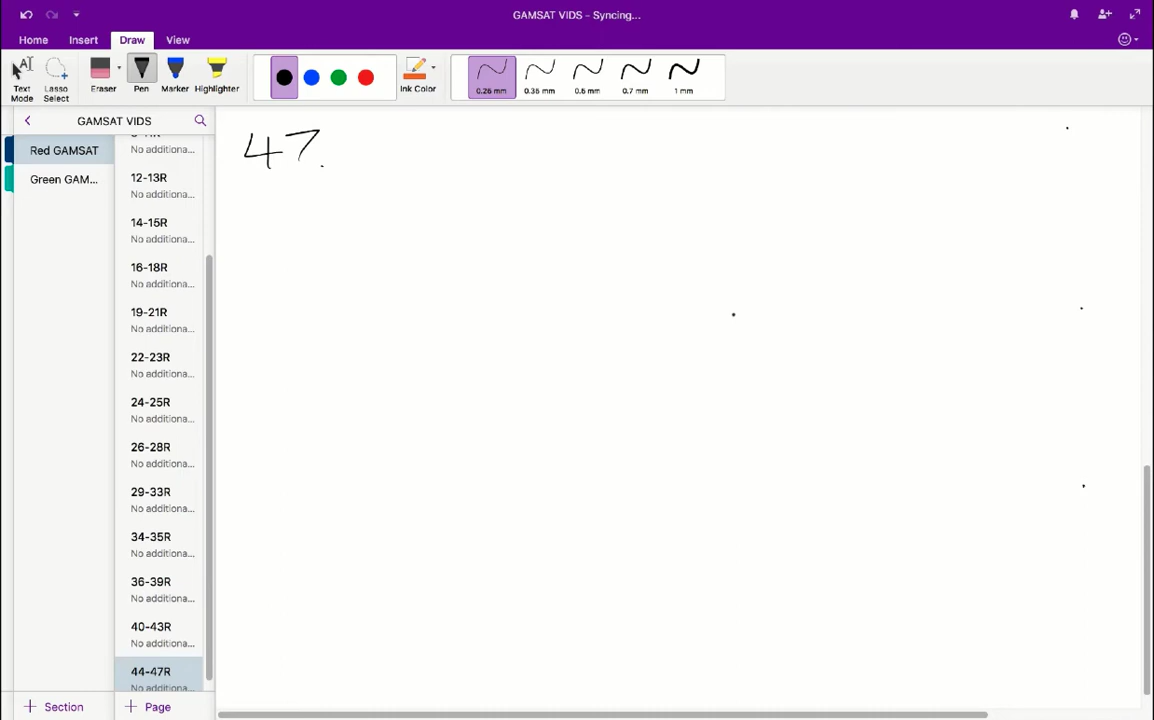 GAMSAT VIDS - Syncing...
Home Insert Draw View
Text Mode
Lasso Select
Eraser
Pen
Marker
Highlighter
Ink Color
0.26 mm
0.35 mm
0.6 mm
0.7 mm
1 mm
GAMSAT VIDS
Red GAMSAT
Green GAM...
No additiona...
12-13R
No additiona...
14-15R
No additiona...
16-18R
No additiona...
19-21R
No additiona...
22-23R
No additiona...
24-25R
No additiona...
26-28R
No additiona...
29-33R
No additiona...
34-35R
No additiona...
36-39R
No additiona...
40-43R
No additiona...
44-47R
No additiona...
+ Section
+ Page
47.